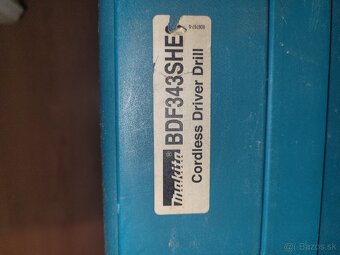 makita® BDF343SHE
Cordless Driver Drill
bazos.sk